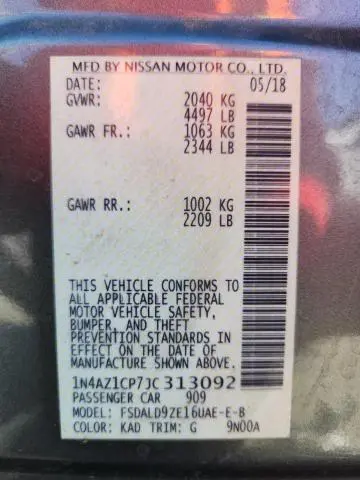 MFD BY NISSAN MOTOR CO., LTD.
DATE: 05/18
GVWR: 2040 KG
4497 LB
GAWR FR.: 1063 KG
2344 LB
GAWR RR.: 1002 KG
2209 LB
THIS VEHICLE CONFORMS TO
ALL APPLICABLE FEDERAL
MOTOR VEHICLE SAFETY,
BUMPER, AND THEFT
PREVENTION STANDARDS IN
EFFECT ON THE DATE OF
MANUFACTURE SHOWN ABOVE.
1N4AZ1CP7JC 313092
PASSENGER CAR 909
MODEL: FSDALD9ZE16UAE-E-B
COLOR: KAD TRIM: G 9N00A